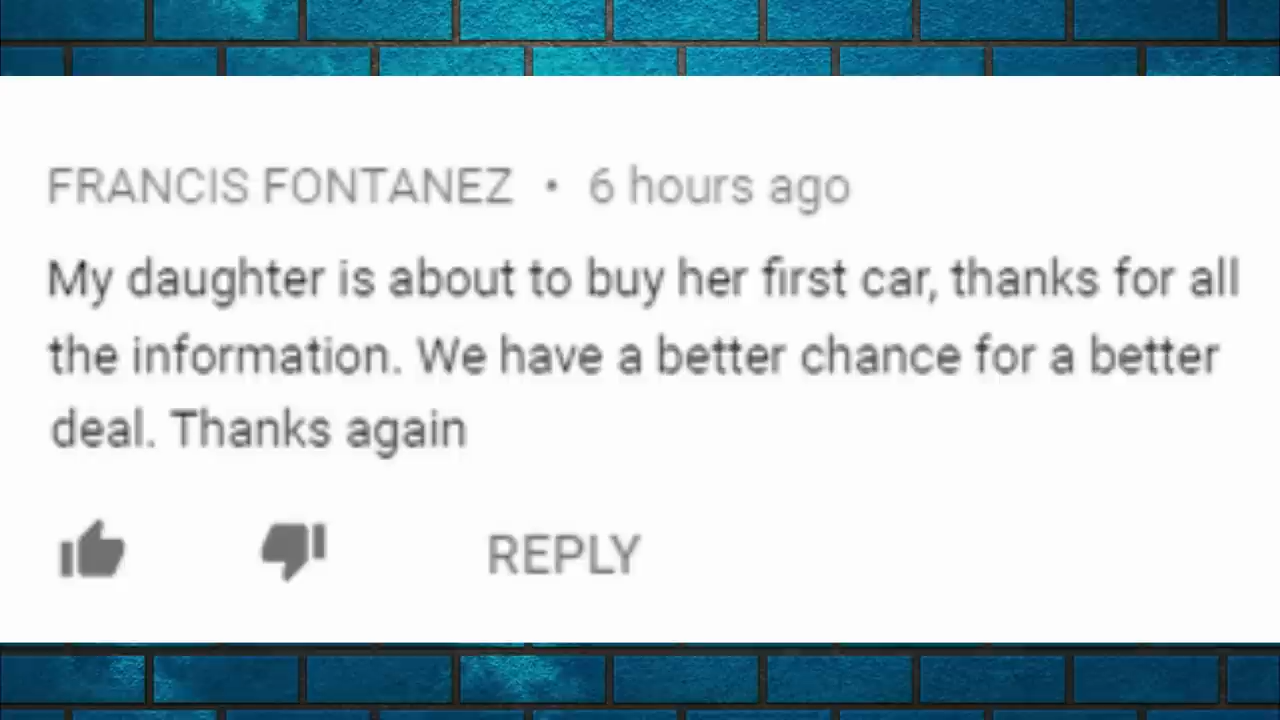 FRANCIS FONTANEZ • 6 hours ago
My daughter is about to buy her first car, thanks for all
the information. We have a better chance for a better
deal. Thanks again
REPLY